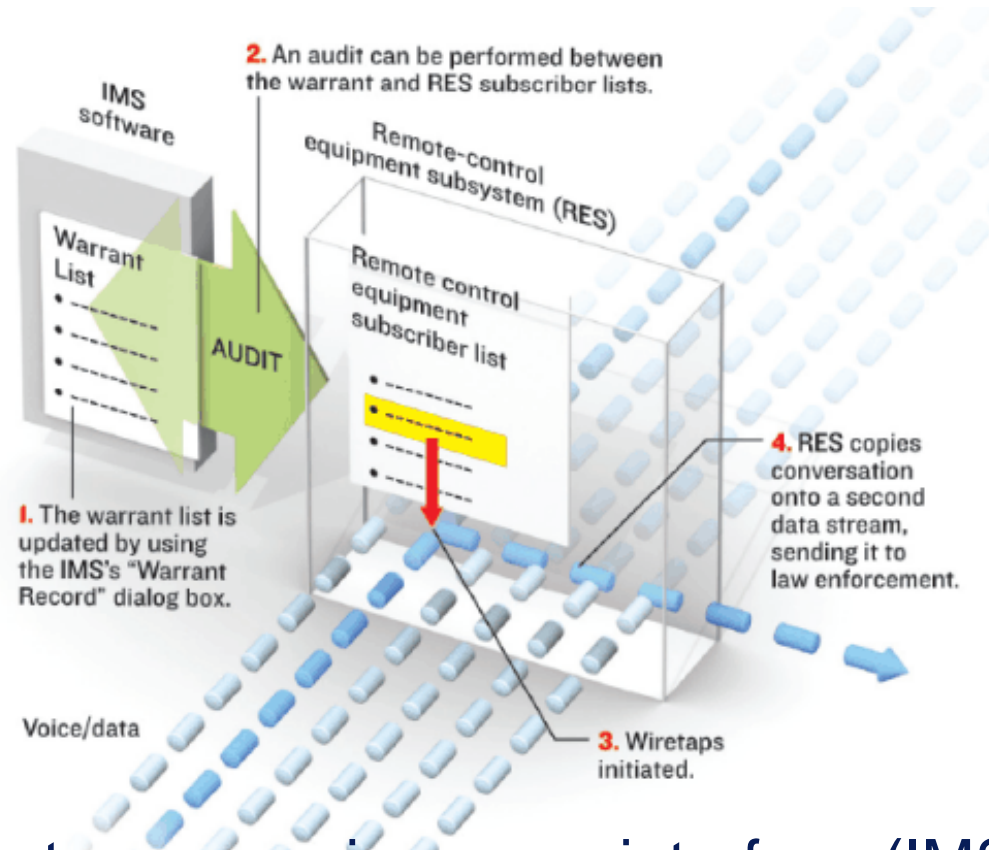 2. An audit can be performed between
the warrant and RES subscriber lists.
IMS
software
Remote-control
equipment subsystem (RES)
Warrant
List
AUDIT
Remote control
equipment
subscriber list
1. The warrant list is
updated by using
the IMS's “Warrant
Record” dialog box.
4. RES copies
conversation
onto a second
data stream,
sending it to
law enforcement.
Voice/data
3. Wiretaps
initiated.
(IMS